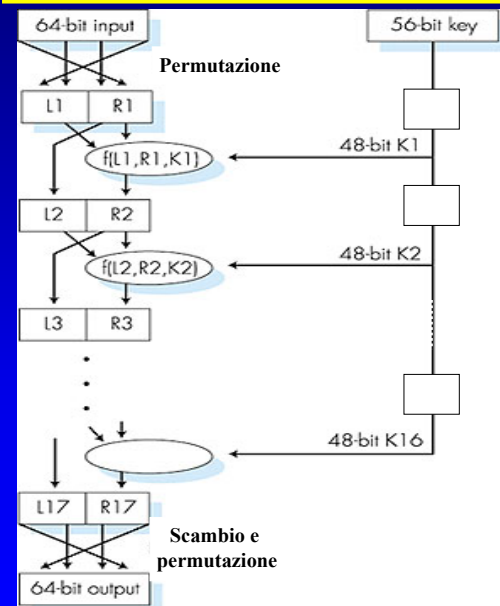 64-bit input
56-bit key
Permutazione
L1 R1
f(L1,R1,K1)
48-bit K1
L2 R2
f(L2,R2,K2)
48-bit K2
L3 R3
48-bit K16
L17 R17
Scambio e
permutazione
64-bit output